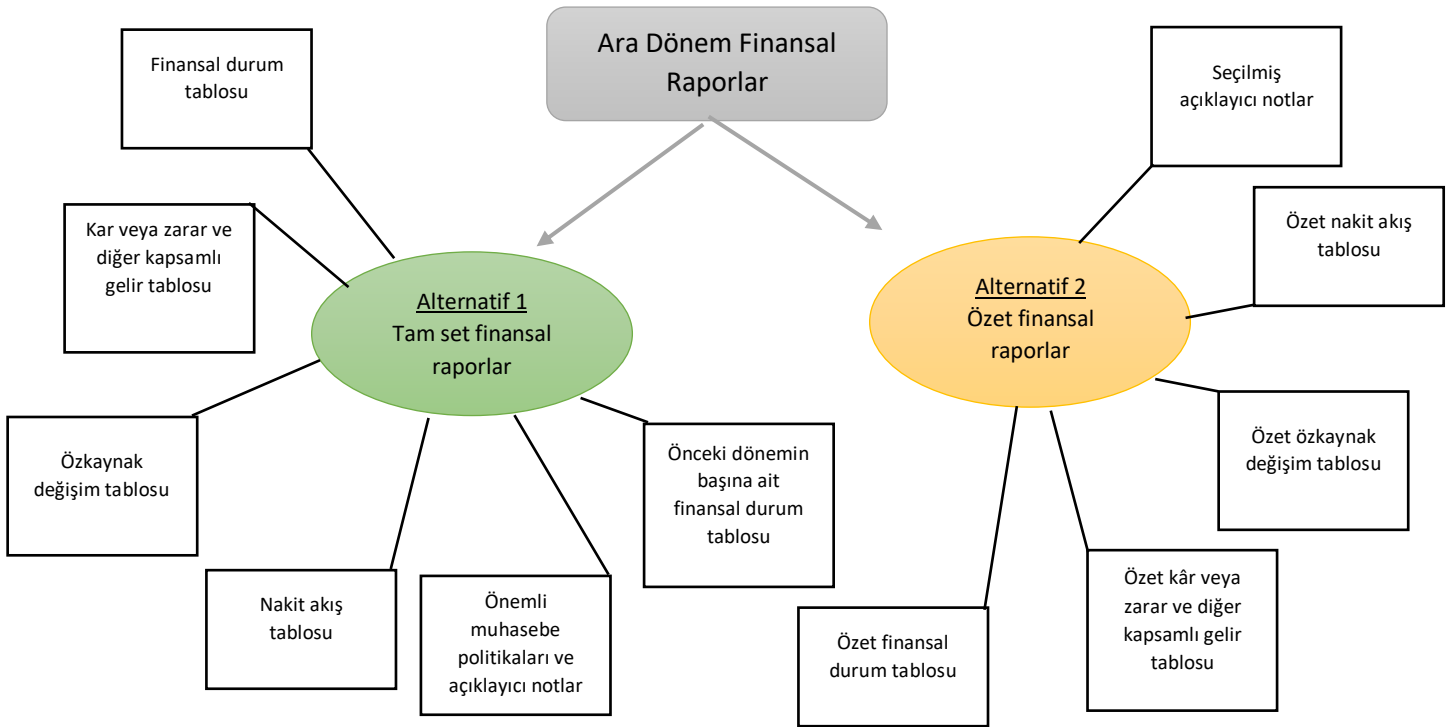 Ara Dönem Finansal
Raporlar
Finansal durum
tablosu
Kar veya zarar ve
diğer kapsamlı
gelir tablosu
Alternatif 1
Tam set finansal
raporlar
Özkaynak
değişim tablosu
Nakit akış
tablosu
Önemli
muhasebe
politikaları ve
açıklayıcı notlar
Önceki dönemin
başına ait
finansal durum
tablosu
Seçilmiş
açıklayıcı notlar
Özet nakit akış
tablosu
Alternatif 2
Özet finansal
raporlar
Özet özkaynak
değişim tablosu
Özet kâr veya
zarar ve diğer
kapsamlı gelir
tablosu
Özet finansal
durum tablosu